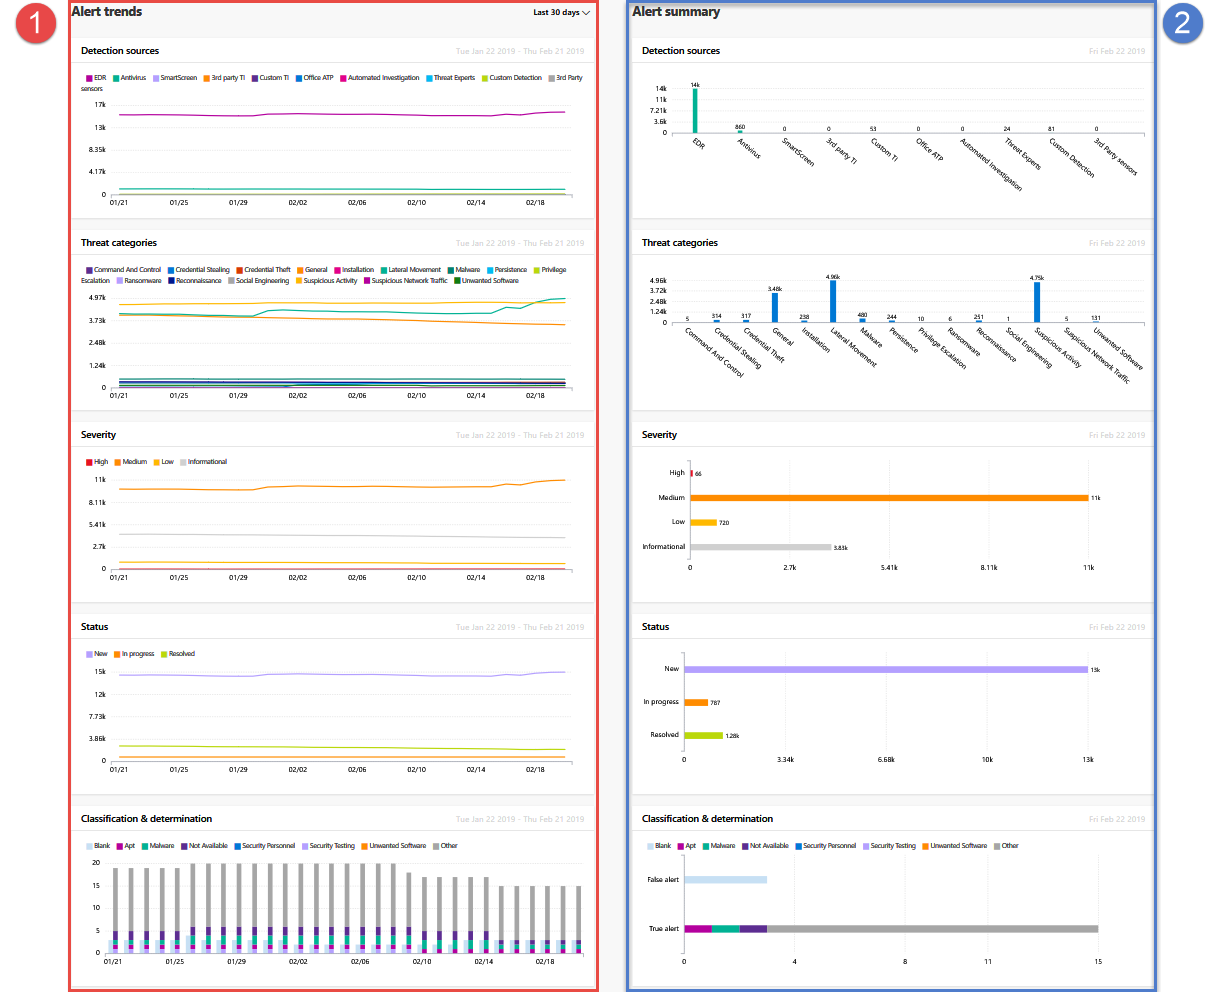 1
Alert trends
Last 30 days
Detection sources
Tue Jan 22 2019 - Thu Feb 21 2019
EDR Antivirus SmartScreen 3rd party TI Custom TI Office ATP Automated Investigation Threat Experts Custom Detection 3rd Party
sensors
17k
13k
8.35k
4.17k
0
01/21 01/25 01/29 02/02 02/06 02/10 02/14 02/18
Threat categories
Tue Jan 22 2019 - Thu Feb 21 2019
Command And Control Credential Stealing Credential Theft General Installation Lateral Movement Malware Persistence Privilege
Escalation Ransomware Reconnaissance Social Engineering Suspicious Activity Suspicious Network Traffic Unwanted Software
4.97k
3.73k
2.48k
1.24k
0
01/21 01/25 01/29 02/02 02/06 02/10 02/14 02/18
Severity
Tue Jan 22 2019 - Thu Feb 21 2019
High Medium Low Informational
11k
8.11k
5.41k
2.7k
0
01/21 01/25 01/29 02/02 02/06 02/10 02/14 02/18
Status
Tue Jan 22 2019 - Thu Feb 21 2019
New In progress Resolved
15k
12k
7.73k
3.86k
0
01/21 01/25 01/29 02/02 02/06 02/10 02/14 02/18
Classification & determination
Tue Jan 22 2019 - Thu Feb 21 2019
Blank Apt Malware Not Available Security Personnel Security Testing Unwanted Software Other
20
15
10
5
0
01/21 01/25 01/29 02/02 02/06 02/10 02/14 02/18
2
Alert summary
Detection sources
Fri Feb 22 2019
14k
11k
7.21k
3.6k
0
14k 860 0 0 53 0 0 24 81 0
EDR Antivirus SmartScreen 3rd party TI Custom TI Office ATP Automated Investigation Threat Experts Custom Detection 3rd Party sensors
Threat categories
Fri Feb 22 2019
4.96k
3.72k
2.48k
1.24k
0
5 314 317 3.48k 238 4.96k 480 244 10 6 251 1 4.75k 5 131
Command And Control Credential Stealing Credential Theft General Installation Lateral Movement Malware Persistence Privilege Escalation Ransomware Reconnaissance Social Engineering Suspicious Activity Suspicious Network Traffic Unwanted Software
Severity
Fri Feb 22 2019
High 66
Medium 11k
Low 720
Informational 3.83k
0 2.7k 5.41k 8.11k 11k
Status
Fri Feb 22 2019
New 13k
In progress 787
Resolved 1.28k
0 3.34k 6.68k 10k 13k
Classification & determination
Fri Feb 22 2019
Blank Apt Malware Not Available Security Personnel Security Testing Unwanted Software Other
False alert
True alert
0 4 8 11 15